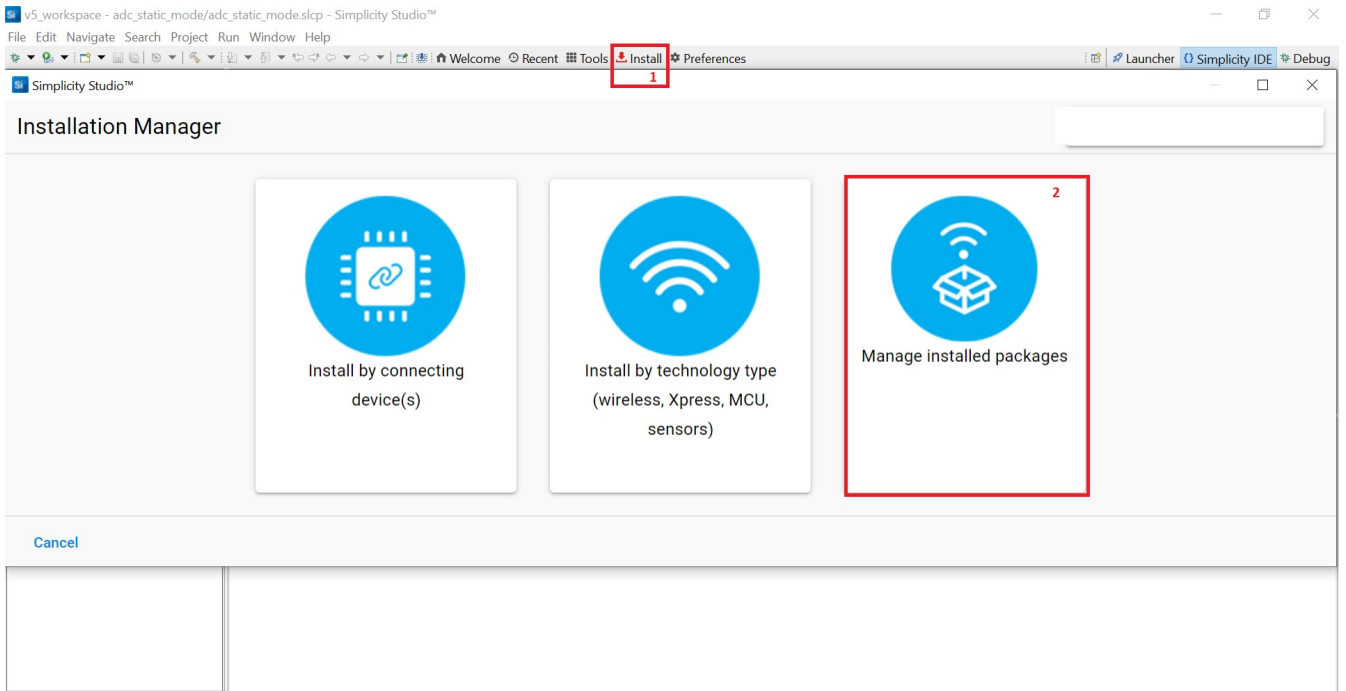 Si v5_workspace - adc_static_mode/adc_static_mode.slcp - Simplicity Studio™
File Edit Navigate Search Project Run Window Help
Welcome Recent Tools Install Preferences Launcher {} Simplicity IDE Debug
1
Si Simplicity Studio™
Installation Manager
2
Install by connecting
device(s)
Install by technology type
(wireless, Xpress, MCU,
sensors)
Manage installed packages
Cancel